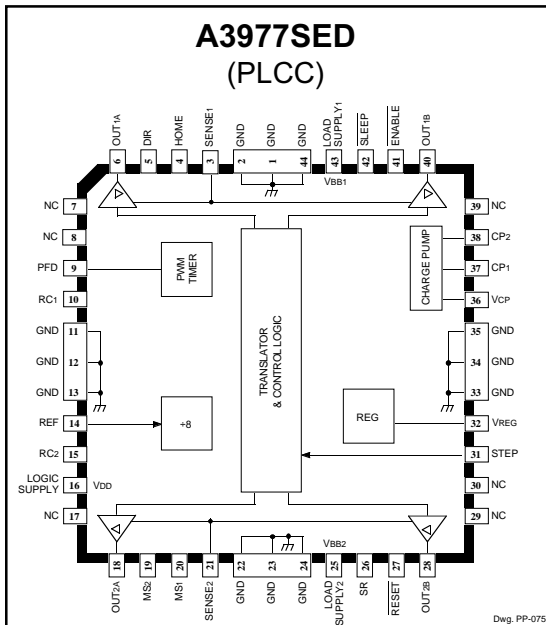 A3977SED
(PLCC)
OUT1A
DIR
HOME
SENSE1
GND
GND
GND
LOAD
SUPPLY1
SLEEP
ENABLE
OUT1B
6
5
4
3
2
1
44
43
42
41
40
VBB1
NC 7
NC 8
PFD 9
RC1 10
GND 11
GND 12
GND 13
REF 14
RC2 15
LOGIC
SUPPLY 16 VDD
NC 17
PWM
TIMER
÷8
TRANSLATOR
& CONTROL LOGIC
CHARGE PUMP
REG
39 NC
38 CP2
37 CP1
36 VCP
35 GND
34 GND
33 GND
32 VREG
31 STEP
30 NC
29 NC
VBB2
18
19
20
21
22
23
24
25
26
27
28
OUT2A
MS2
MS1
SENSE2
GND
GND
GND
LOAD
SUPPLY2
SR
RESET
OUT2B
Dwg. PP-075